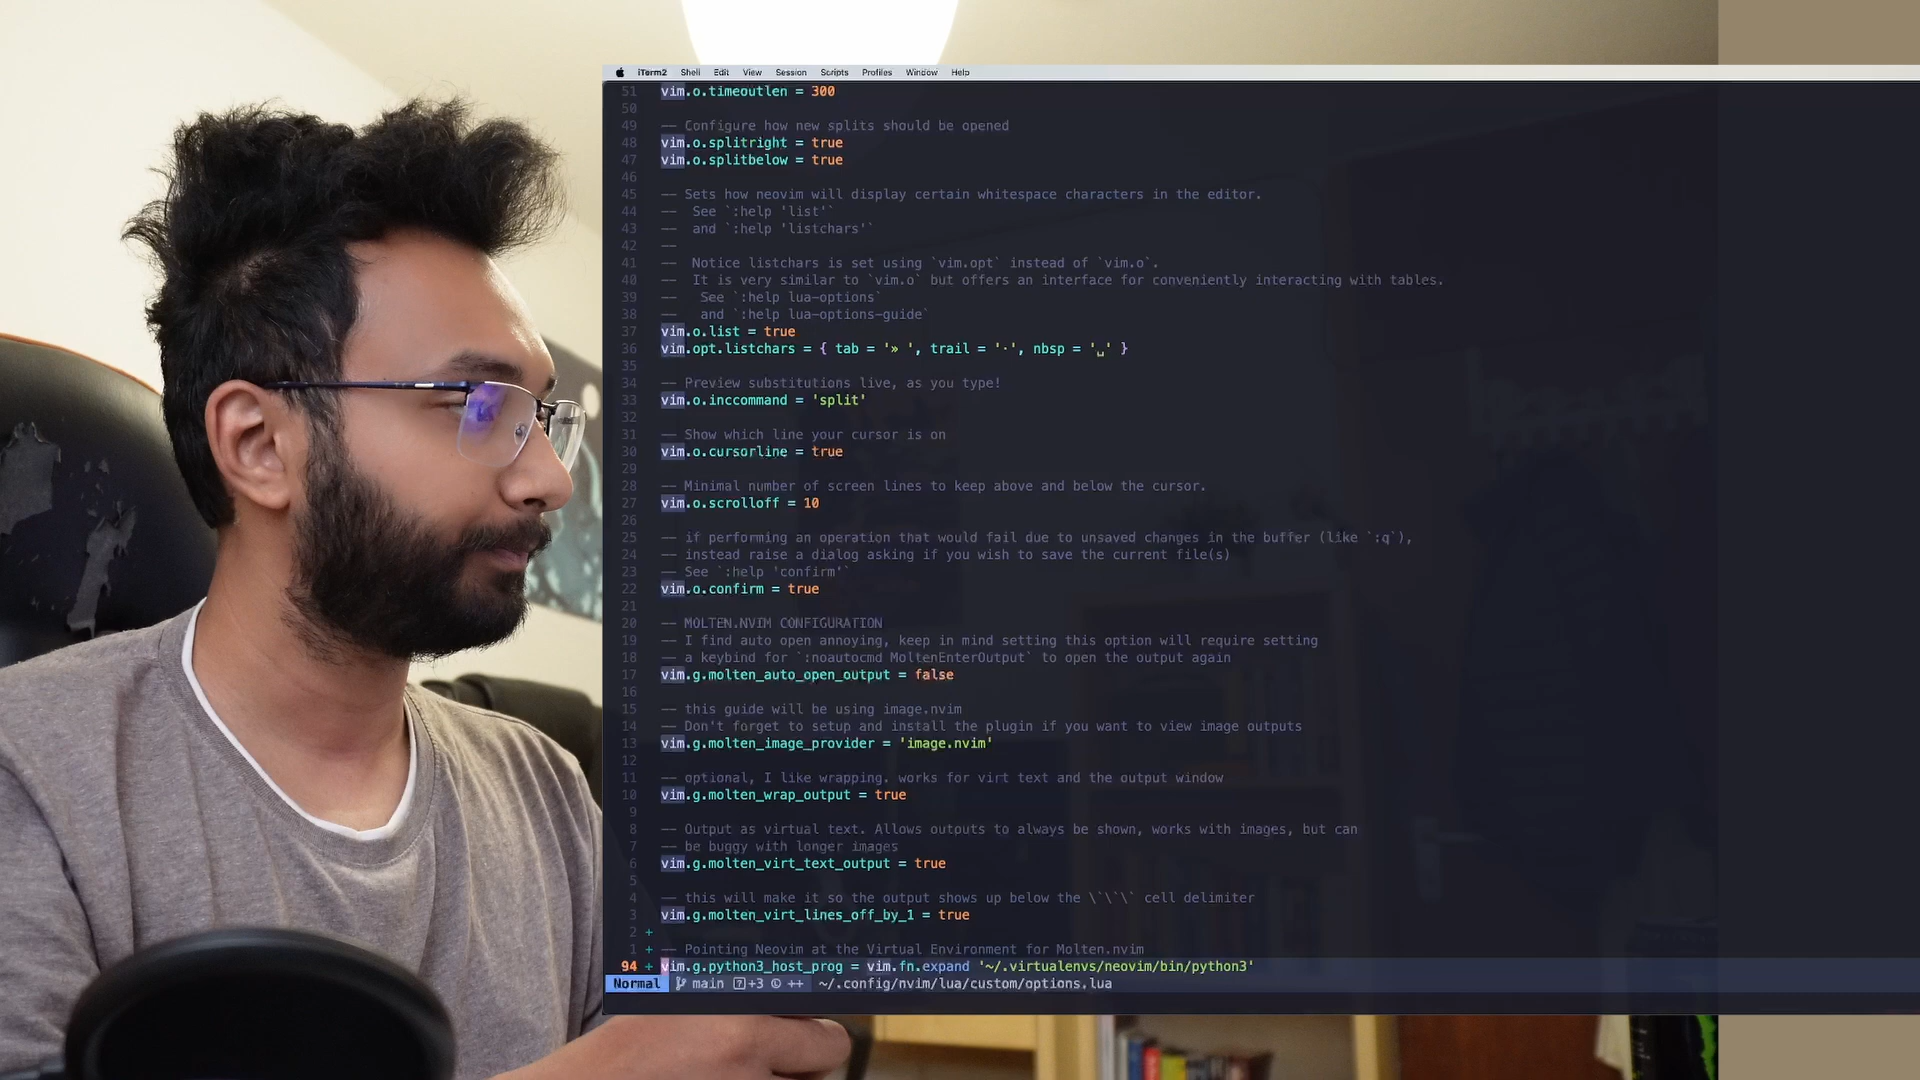 iTerm2 Shell Edit View Session Scripts Profiles Window Help
51 vim.o.timeoutlen = 300
50
49 -- Configure how new splits should be opened
48 vim.o.splitright = true
47 vim.o.splitbelow = true
46
45 -- Sets how neovim will display certain whitespace characters in the editor.
44 --  See `:help 'list'`
43 --  and `:help 'listchars'`
42 --
41 --  Notice listchars is set using `vim.opt` instead of `vim.o`.
40 --  It is very similar to `vim.o` but offers an interface for conveniently interacting with tables.
39 --   See `:help lua-options`
38 --   and `:help lua-options-guide`
37 vim.o.list = true
36 vim.opt.listchars = { tab = '» ', trail = '·', nbsp = '␣' }
35
34 -- Preview substitutions live, as you type!
33 vim.o.inccommand = 'split'
32
31 -- Show which line your cursor is on
30 vim.o.cursorline = true
29
28 -- Minimal number of screen lines to keep above and below the cursor.
27 vim.o.scrolloff = 10
26
25 -- if performing an operation that would fail due to unsaved changes in the buffer (like `:q`),
24 -- instead raise a dialog asking if you wish to save the current file(s)
23 -- See `:help 'confirm'`
22 vim.o.confirm = true
21
20 -- MOLTEN.NVIM CONFIGURATION
19 -- I find auto open annoying, keep in mind setting this option will require setting
18 -- a keybind for `:noautocmd MoltenEnterOutput` to open the output again
17 vim.g.molten_auto_open_output = false
16
15 -- this guide will be using image.nvim
14 -- Don't forget to setup and install the plugin if you want to view image outputs
13 vim.g.molten_image_provider = 'image.nvim'
12
11 -- optional, I like wrapping. works for virt text and the output window
10 vim.g.molten_wrap_output = true
9
8 -- Output as virtual text. Allows outputs to always be shown, works with images, but can
7 -- be buggy with longer images
6 vim.g.molten_virt_text_output = true
5
4 -- this will make it so the output shows up below the \`\`\` cell delimiter
3 vim.g.molten_virt_lines_off_by_1 = true
2 +
1 + -- Pointing Neovim at the Virtual Environment for Molten.nvim
94 + vim.g.python3_host_prog = vim.fn.expand '~/.virtualenvs/neovim/bin/python3'
Normal main +3 ++ ~/.config/nvim/lua/custom/options.lua